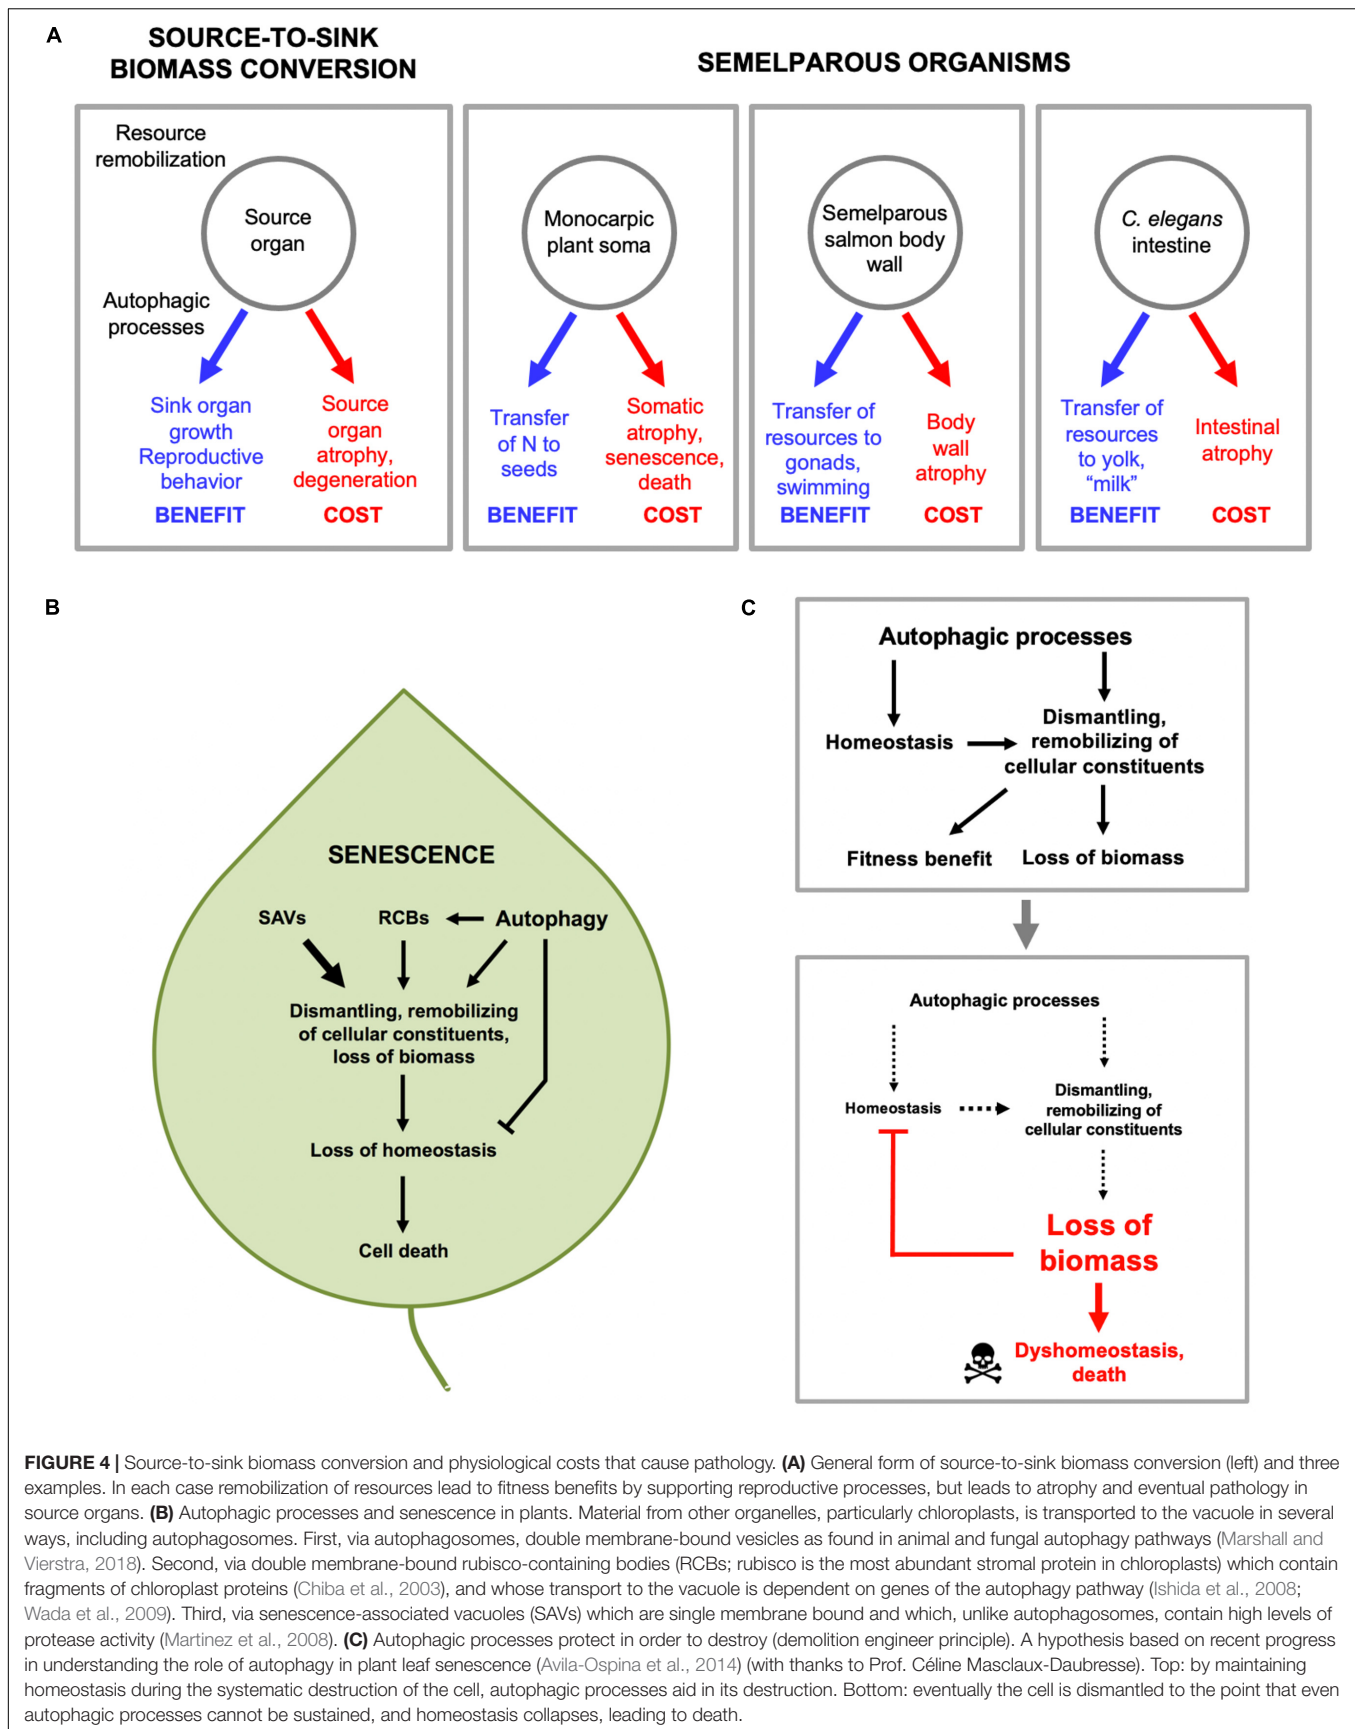 A
SOURCE-TO-SINK
BIOMASS CONVERSION
SEMELPAROUS ORGANISMS
Resource
remobilization
Source
organ
Autophagic
processes
Sink organ
growth
Reproductive
behavior
BENEFIT
Source
organ
atrophy,
degeneration
COST
Monocarpic
plant soma
Transfer
of N to
seeds
BENEFIT
Somatic
atrophy,
senescence,
death
COST
Semelparous
salmon body
wall
Transfer of
resources to
gonads,
swimming
BENEFIT
Body
wall
atrophy
COST
C. elegans
intestine
Transfer of
resources
to yolk,
“milk”
BENEFIT
Intestinal
atrophy
COST
B
SENESCENCE
SAVs
RCBs
Autophagy
Dismantling, remobilizing
of cellular constituents,
loss of biomass
Loss of homeostasis
Cell death
C
Autophagic processes
Homeostasis
Dismantling,
remobilizing of
cellular constituents
Fitness benefit
Loss of biomass
Autophagic processes
Homeostasis
Dismantling,
remobilizing of
cellular constituents
Loss of
biomass
Dyshomeostasis,
death
FIGURE 4 | Source-to-sink biomass conversion and physiological costs that cause pathology. (A) General form of source-to-sink biomass conversion (left) and three
examples. In each case remobilization of resources lead to fitness benefits by supporting reproductive processes, but leads to atrophy and eventual pathology in
source organs. (B) Autophagic processes and senescence in plants. Material from other organelles, particularly chloroplasts, is transported to the vacuole in several
ways, including autophagosomes. First, via autophagosomes, double membrane-bound vesicles as found in animal and fungal autophagy pathways (Marshall and
Vierstra, 2018). Second, via double membrane-bound rubisco-containing bodies (RCBs; rubisco is the most abundant stromal protein in chloroplasts) which contain
fragments of chloroplast proteins (Chiba et al., 2003), and whose transport to the vacuole is dependent on genes of the autophagy pathway (Ishida et al., 2008;
Wada et al., 2009). Third, via senescence-associated vacuoles (SAVs) which are single membrane bound and which, unlike autophagosomes, contain high levels of
protease activity (Martinez et al., 2008). (C) Autophagic processes protect in order to destroy (demolition engineer principle). A hypothesis based on recent progress
in understanding the role of autophagy in plant leaf senescence (Avila-Ospina et al., 2014) (with thanks to Prof. Céline Masclaux-Daubresse). Top: by maintaining
homeostasis during the systematic destruction of the cell, autophagic processes aid in its destruction. Bottom: eventually the cell is dismantled to the point that even
autophagic processes cannot be sustained, and homeostasis collapses, leading to death.